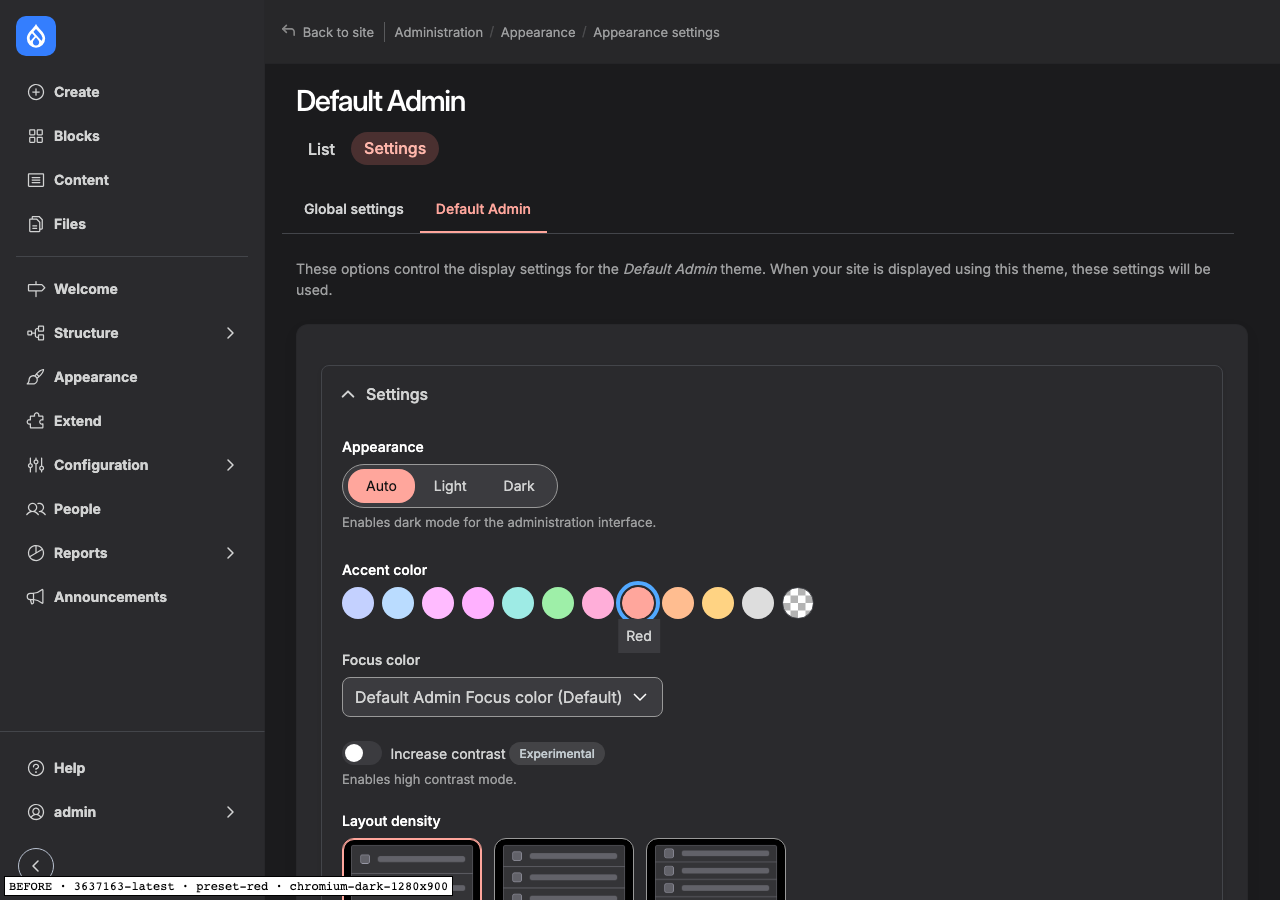 Back to site
Administration / Appearance / Appearance settings
Create
Blocks
Content
Files
Welcome
Structure
Appearance
Extend
Configuration
People
Reports
Announcements
Help
admin
Default Admin
List Settings
Global settings Default Admin
These options control the display settings for the Default Admin theme. When your site is displayed using this theme, these settings will be
used.
Settings
Appearance
Auto Light Dark
Enables dark mode for the administration interface.
Accent color
Red
Focus color
Default Admin Focus color (Default)
Increase contrast Experimental
Enables high contrast mode.
Layout density
BEFORE · 3637163-latest · preset-red · chromium-dark-1280x900